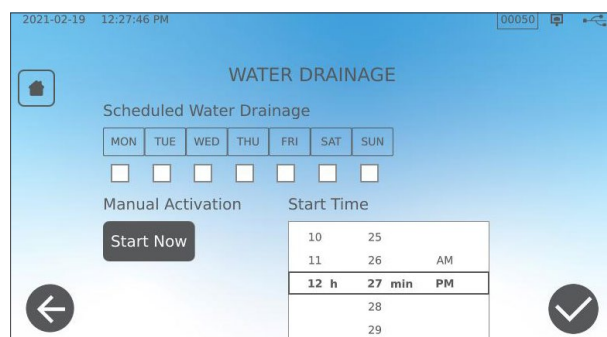 2021-02-19 12:27:46 PM 00050
WATER DRAINAGE
Scheduled Water Drainage
MON TUE WED THU FRI SAT SUN
Manual Activation Start Time
Start Now
10 25
11 26 AM
12 h 27 min PM
28
29